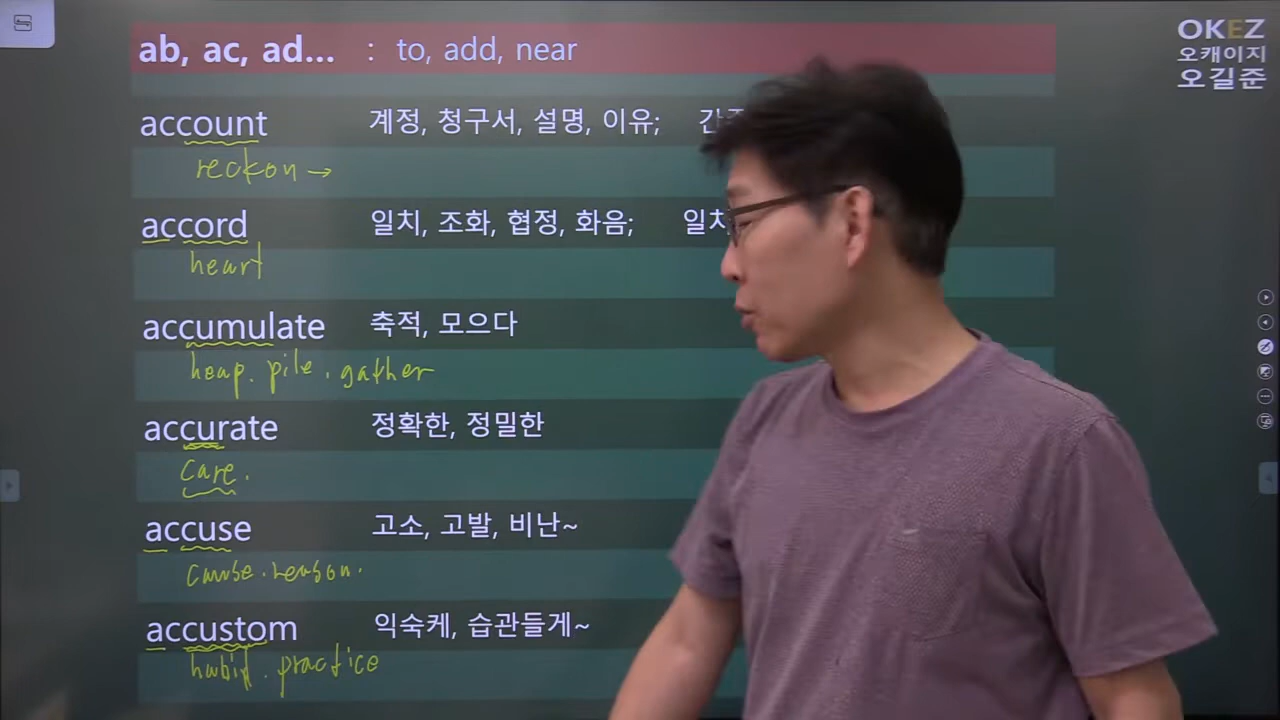 ab, ac, ad... : to, add, near
OKEZ
오캐이지
오길준
account 계정, 청구서, 설명, 이유;
reckon →
accord 일치, 조화, 협정, 화음; 일치
heart
accumulate 축적, 모으다
heap. pile. gather
accurate 정확한, 정밀한
care.
accuse 고소, 고발, 비난~
cause. reason.
accustom 익숙케, 습관들게~
habit. practice